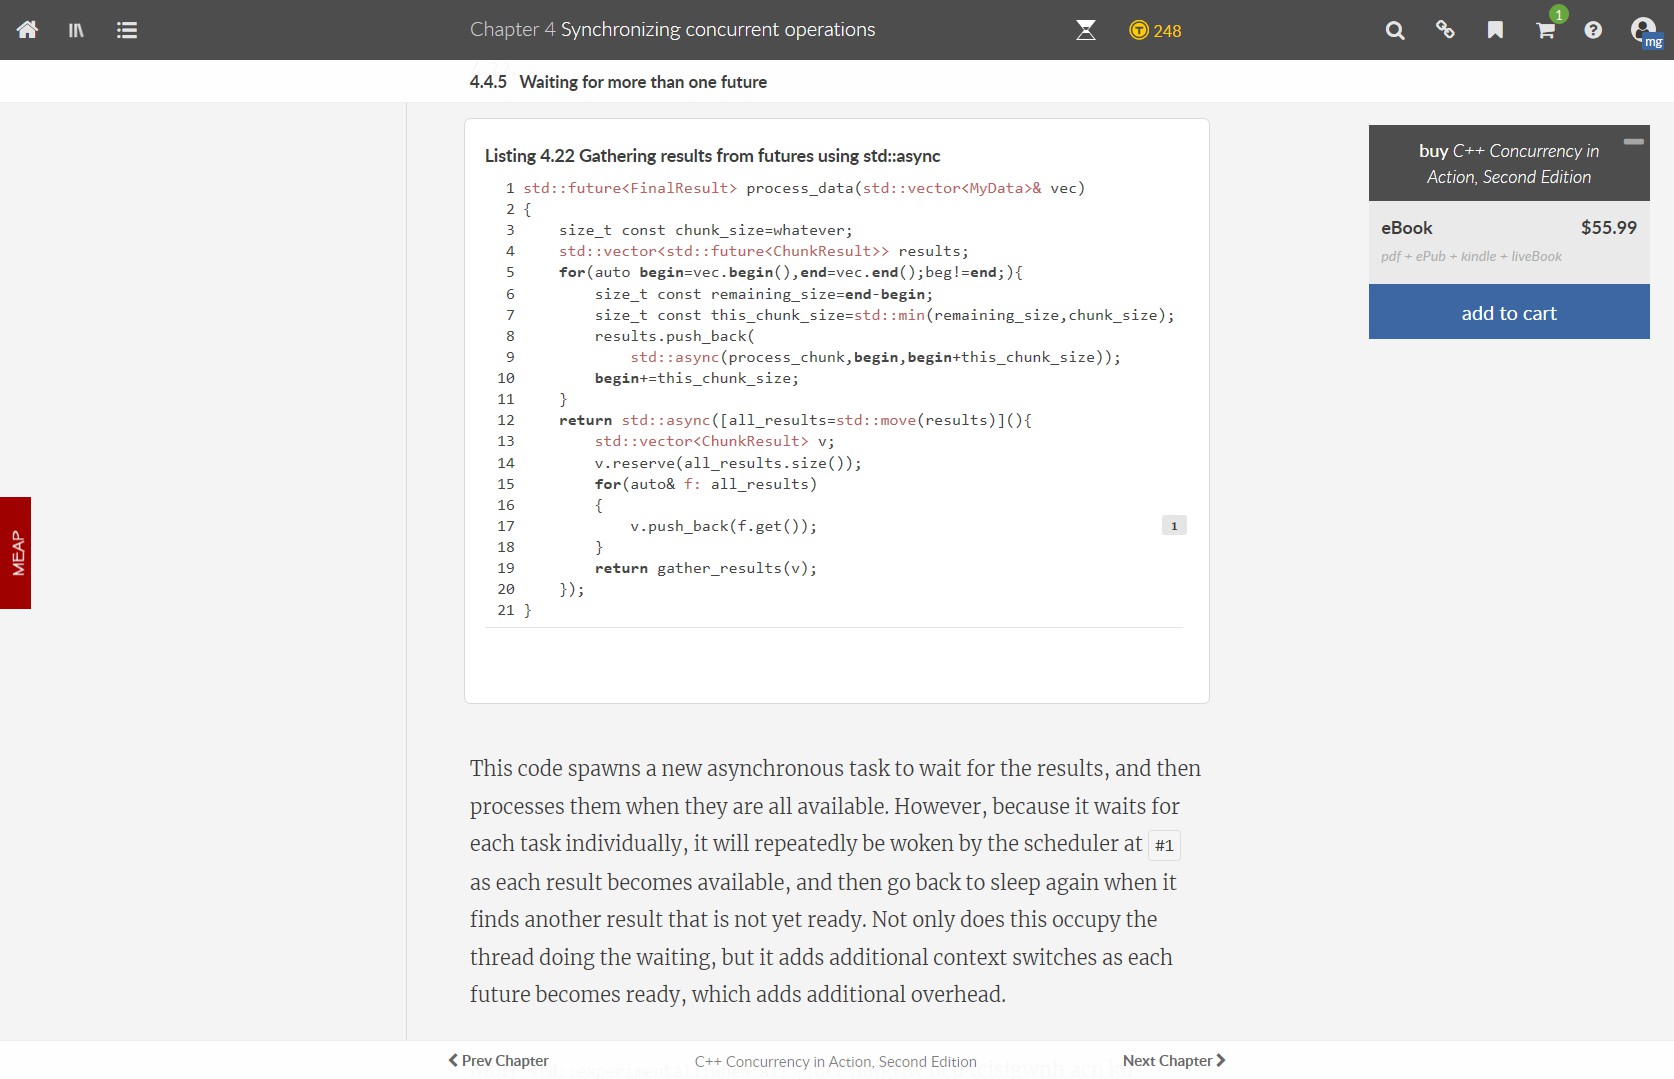 Chapter 4 Synchronizing concurrent operations
248
1
mg
4.4.5 Waiting for more than one future
Listing 4.22 Gathering results from futures using std::async
1 std::future<FinalResult> process_data(std::vector<MyData>& vec)
2 {
3     size_t const chunk_size=whatever;
4     std::vector<std::future<ChunkResult>> results;
5     for(auto begin=vec.begin(),end=vec.end();beg!=end;){
6         size_t const remaining_size=end-begin;
7         size_t const this_chunk_size=std::min(remaining_size,chunk_size);
8         results.push_back(
9             std::async(process_chunk,begin,begin+this_chunk_size));
10         begin+=this_chunk_size;
11     }
12     return std::async([all_results=std::move(results)](){
13         std::vector<ChunkResult> v;
14         v.reserve(all_results.size());
15         for(auto& f: all_results)
16         {
17             v.push_back(f.get());
1
18         }
19         return gather_results(v);
20     });
21 }
This code spawns a new asynchronous task to wait for the results, and then
processes them when they are all available. However, because it waits for
each task individually, it will repeatedly be woken by the scheduler at #1
as each result becomes available, and then go back to sleep again when it
finds another result that is not yet ready. Not only does this occupy the
thread doing the waiting, but it adds additional context switches as each
future becomes ready, which adds additional overhead.
buy C++ Concurrency in
Action, Second Edition
eBook $55.99
pdf + ePub + kindle + liveBook
add to cart
MEAP
Prev Chapter
C++ Concurrency in Action, Second Edition
Next Chapter